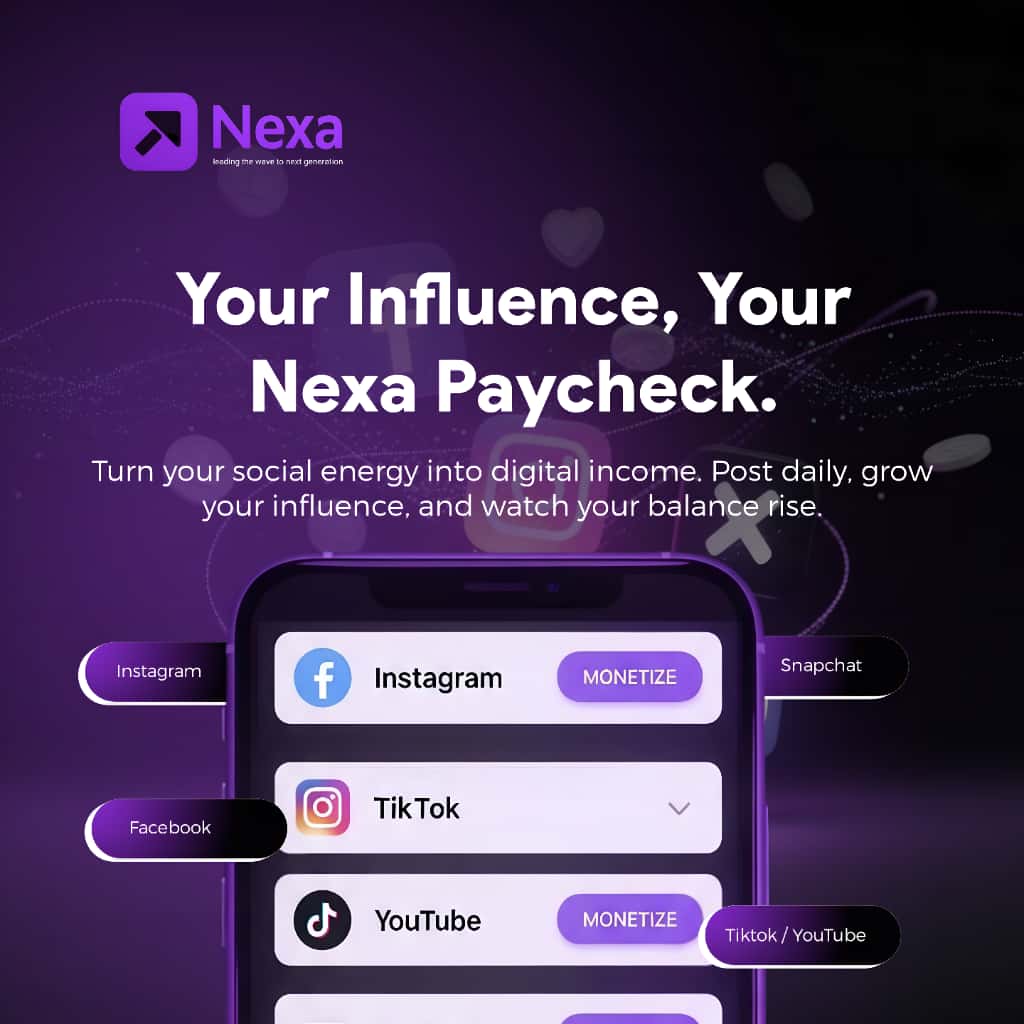 Nexa
leading the wave to next generation
Your Influence, Your
Nexa Paycheck.
Turn your social energy into digital income. Post daily, grow
your influence, and watch your balance rise.
Instagram
Instagram MONETIZE
Snapchat
TikTok
Facebook
YouTube MONETIZE
Tiktok / YouTube